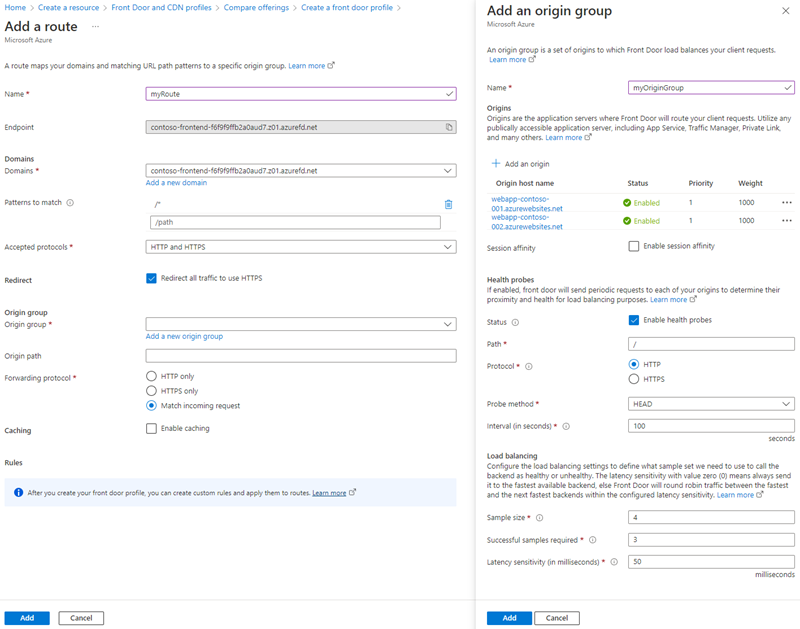 Home > Create a resource > Front Door and CDN profiles > Compare offerings > Create a front door profile >
Add a route ...
Microsoft Azure
A route maps your domains and matching URL path patterns to a specific origin group. Learn more
Name *
myRoute
Endpoint
contoso-frontend-f6f9f9ffb2a0aud7.z01.azurefd.net
Domains
Domains *
contoso-frontend-f6f9f9ffb2a0aud7.z01.azurefd.net
Add a new domain
Patterns to match
/*
/path
Accepted protocols *
HTTP and HTTPS
Redirect
Redirect all traffic to use HTTPS
Origin group
Origin group *
Add a new origin group
Origin path
Forwarding protocol *
HTTP only
HTTPS only
Match incoming request
Caching
Enable caching
Rules
After you create your front door profile, you can create custom rules and apply them to routes. Learn more
Add
Cancel
Add an origin group
Microsoft Azure
An origin group is a set of origins to which Front Door load balances your client requests.
Learn more
Name *
myOriginGroup
Origins
Origins are the application servers where Front Door will route your client requests. Utilize any
publically accessible application server, including App Service, Traffic Manager, Private Link,
and many others. Learn more
+ Add an origin
Origin host name Status Priority Weight
webapp-contoso-
001.azurewebsites.net Enabled 1 1000 ...
webapp-contoso-
002.azurewebsites.net Enabled 1 1000 ...
Session affinity
Enable session affinity
Health probes
If enabled, front door will send periodic requests to each of your origins to determine their
proximity and health for load balancing purposes. Learn more
Status
Enable health probes
Path *
/
Protocol *
HTTP
HTTPS
Probe method *
HEAD
Interval (in seconds) *
100
seconds
Load balancing
Configure the load balancing settings to define what sample set we need to use to call the
backend as healthy or unhealthy. The latency sensitivity with value zero (0) means always send
it to the fastest available backend, else Front Door will round robin traffic between the fastest
and the next fastest backends within the configured latency sensitivity. Learn more
Sample size *
4
Successful samples required *
3
Latency sensitivity (in milliseconds) *
50
milliseconds
Add
Cancel